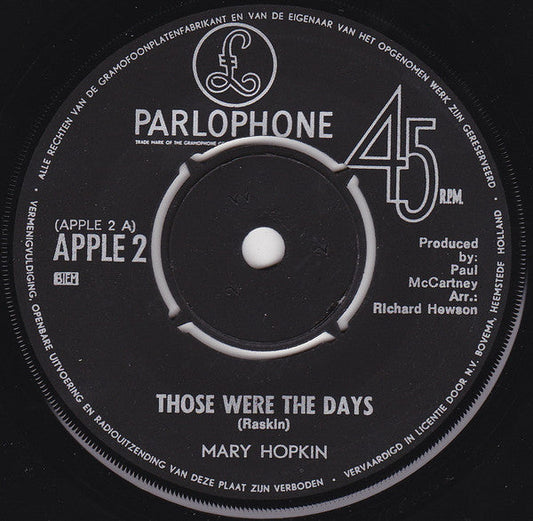 ALLE RECHTEN VAN DE GRAMOFOONPLATENFABRIKANT EN VAN DE EIGENAAR VAN HET OPGENOMEN WERK ZIJN GERESERVEERD
£
PARLOPHONE
TRADE MARK OF THE GRAMOPHONE
45
R.P.M.
(APPLE 2 A)
APPLE 2
BIEM
Produced
by:
Paul
McCartney
Arr.:
Richard Hewson
THOSE WERE THE DAYS
(Raskin)
MARY HOPKIN
VERMENIGVULDIGING, OPENBARE UITVOERING EN RADIOUITZENDING VAN DEZE PLAAT ZIJN VERBODEN · VERVAARDIGD IN LICENTIE DOOR N.V. BOVEMA, HEEMSTEDE HOLLAND